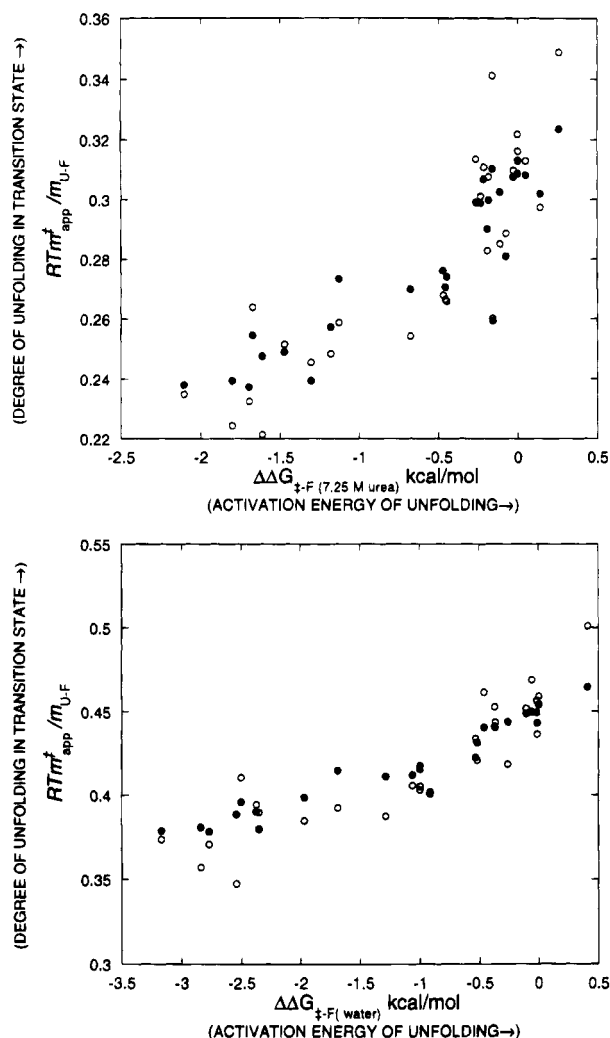 (DEGREE OF UNFOLDING IN TRANSITION STATE →)
RTm‡app/mU-F
0.36
0.34
0.32
0.3
0.28
0.26
0.24
0.22
-2.5 -2 -1.5 -1 -0.5 0 0.5
ΔΔG‡-F (7.25 M urea) kcal/mol
(ACTIVATION ENERGY OF UNFOLDING→)
(DEGREE OF UNFOLDING IN TRANSITION STATE →)
RTm‡app/mU-F
0.55
0.5
0.45
0.4
0.35
0.3
-3.5 -3 -2.5 -2 -1.5 -1 -0.5 0 0.5
ΔΔG‡-F( water) kcal/mol
(ACTIVATION ENERGY OF UNFOLDING→)